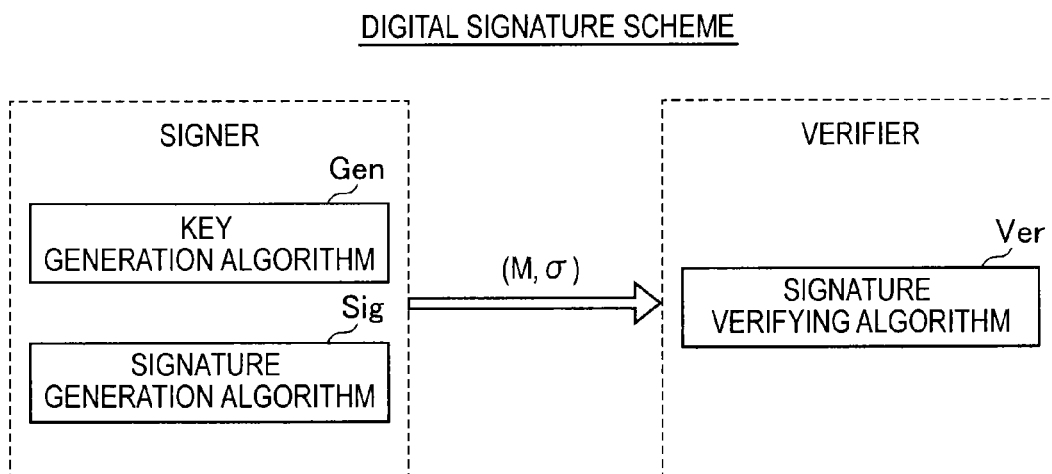 DIGITAL SIGNATURE SCHEME
SIGNER
Gen
KEY
GENERATION ALGORITHM
Sig
SIGNATURE
GENERATION ALGORITHM
(M, σ)
VERIFIER
Ver
SIGNATURE
VERIFYING ALGORITHM